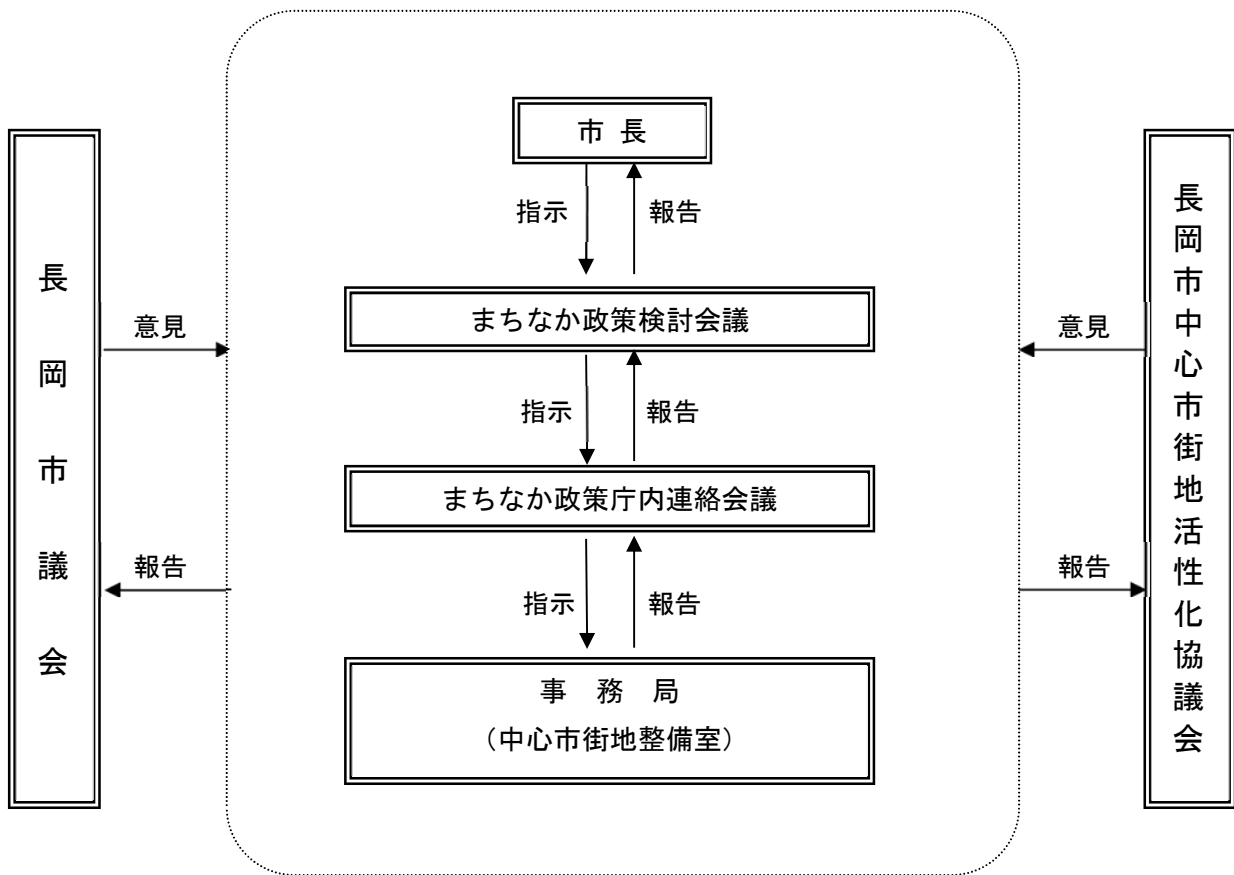 市 長
指示
報告
長岡市議会
意見
まちなか政策検討会議
意見
長岡市中心市街地活性化協議会
指示
報告
まちなか政策庁内連絡会議
報告
指示
報告
報告
事 務 局
（中心市街地整備室）